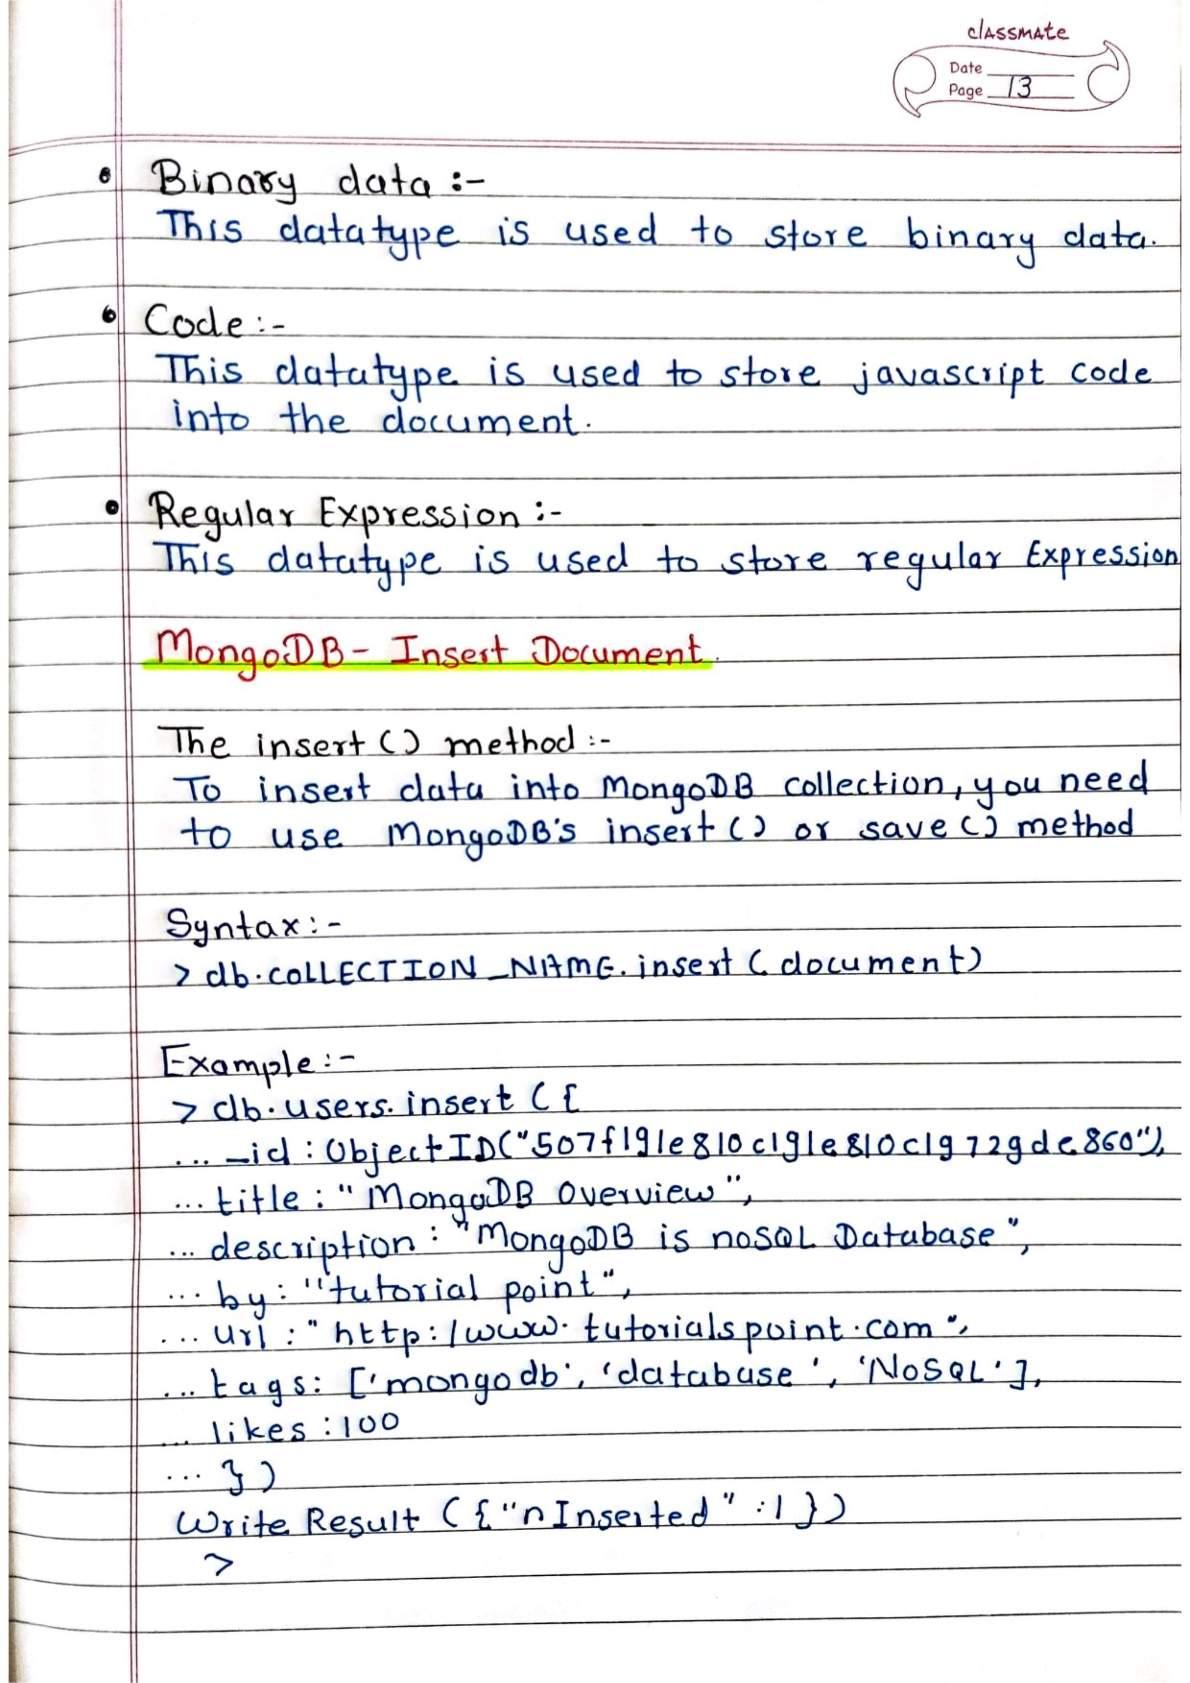 classmate
Date
Page 13
• Binary data :-
This datatype is used to store binary data.
• Code :-
This datatype is used to store javascript code
into the document.
• Regular Expression :-
This datatype is used to store regular Expression
MongoDB - Insert Document.
The insert () method :-
To insert data into MongoDB collection, you need
to use MongoDB's insert () or save () method
Syntax :-
> db.COLLECTION_NAME.insert (document)
Example :-
> db.users.insert ({
... _id : ObjectID("507f191e810c191e810c19729gde860"),
... title : "MongoDB Overview",
... description : "MongoDB is noSQL Database",
... by : "tutorial point",
... url : "http:/www.tutorialspoint.com",
... tags: ['mongodb', 'database', 'NoSQL'],
... likes : 100
... })
Write Result ({"nInserted" : 1 })
>